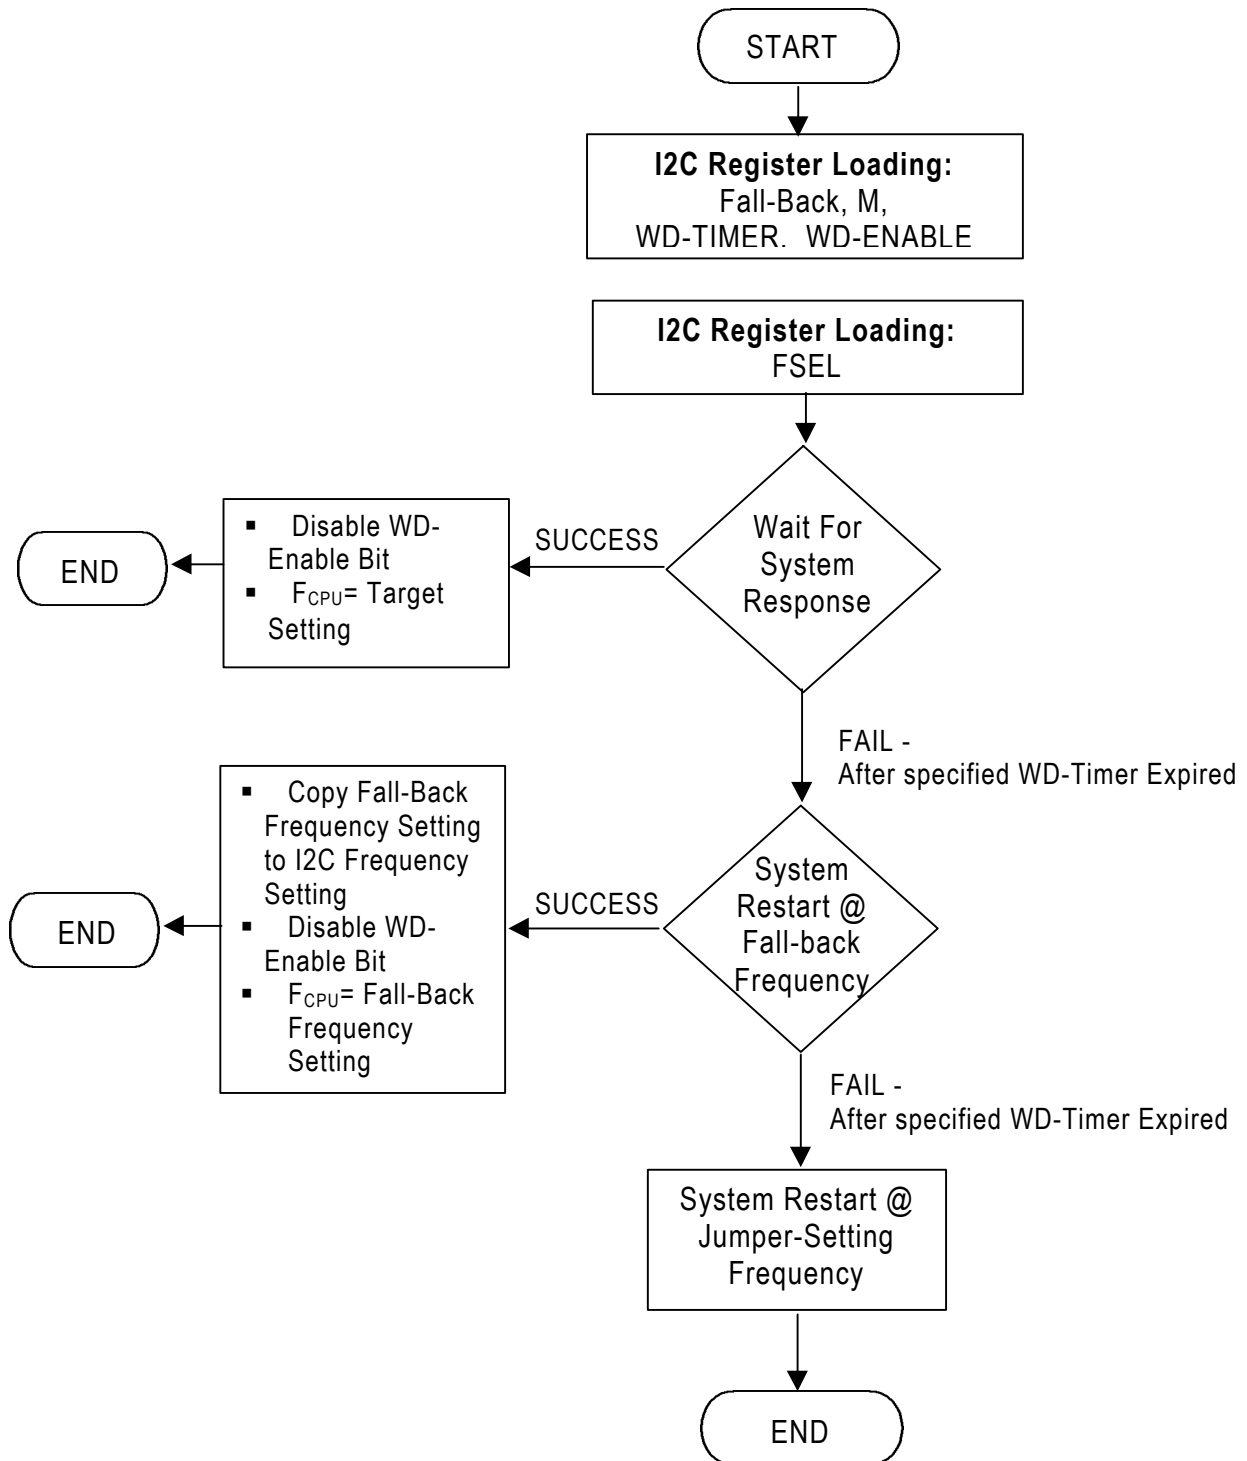 START
I2C Register Loading:
Fall-Back, M,
WD-TIMER. WD-ENABLE
I2C Register Loading:
FSEL
Wait For
System
Response
SUCCESS
▪ Disable WD-
Enable Bit
▪ FCPU= Target
Setting
END
FAIL -
After specified WD-Timer Expired
System
Restart @
Fall-back
Frequency
SUCCESS
▪ Copy Fall-Back
Frequency Setting
to I2C Frequency
Setting
▪ Disable WD-
Enable Bit
▪ FCPU= Fall-Back
Frequency
Setting
END
FAIL -
After specified WD-Timer Expired
System Restart @
Jumper-Setting
Frequency
END